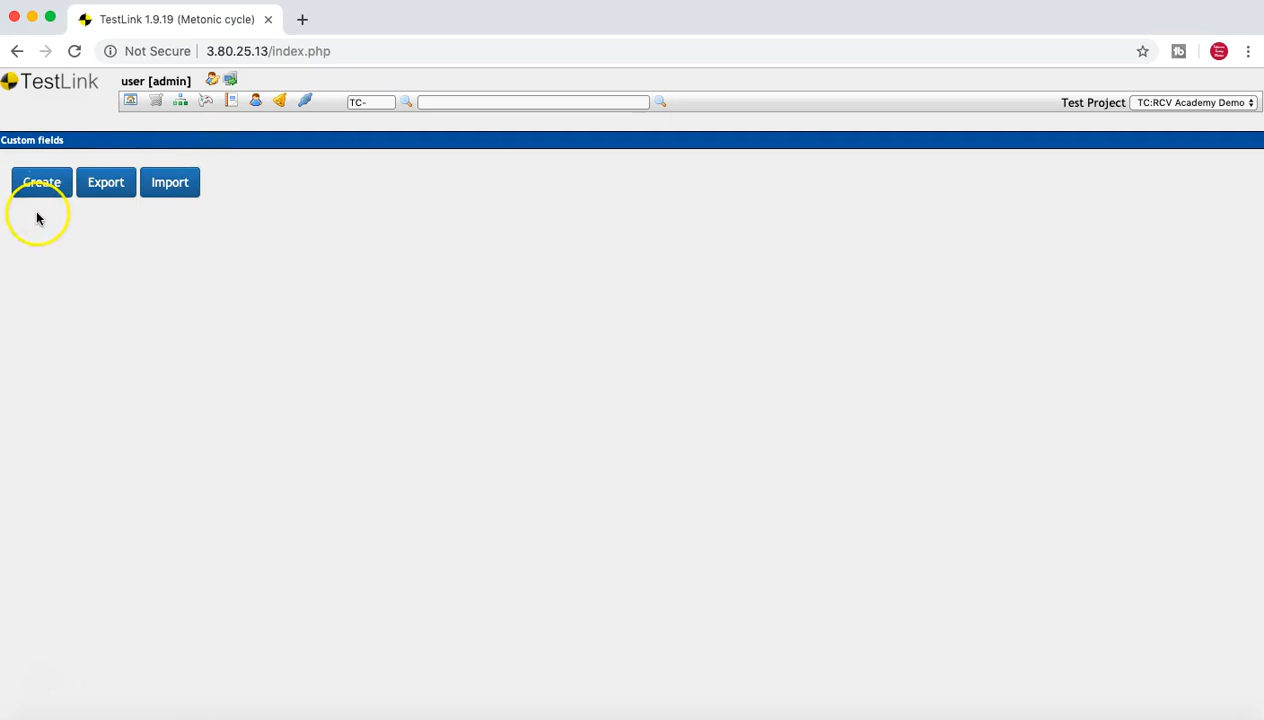 TestLink 1.9.19 (Metonic cycle)
Not Secure 3.80.25.13/index.php
TestLink user [admin]
TC- Test Project TC:RCV Academy Demo
Custom fields
Create Export Import